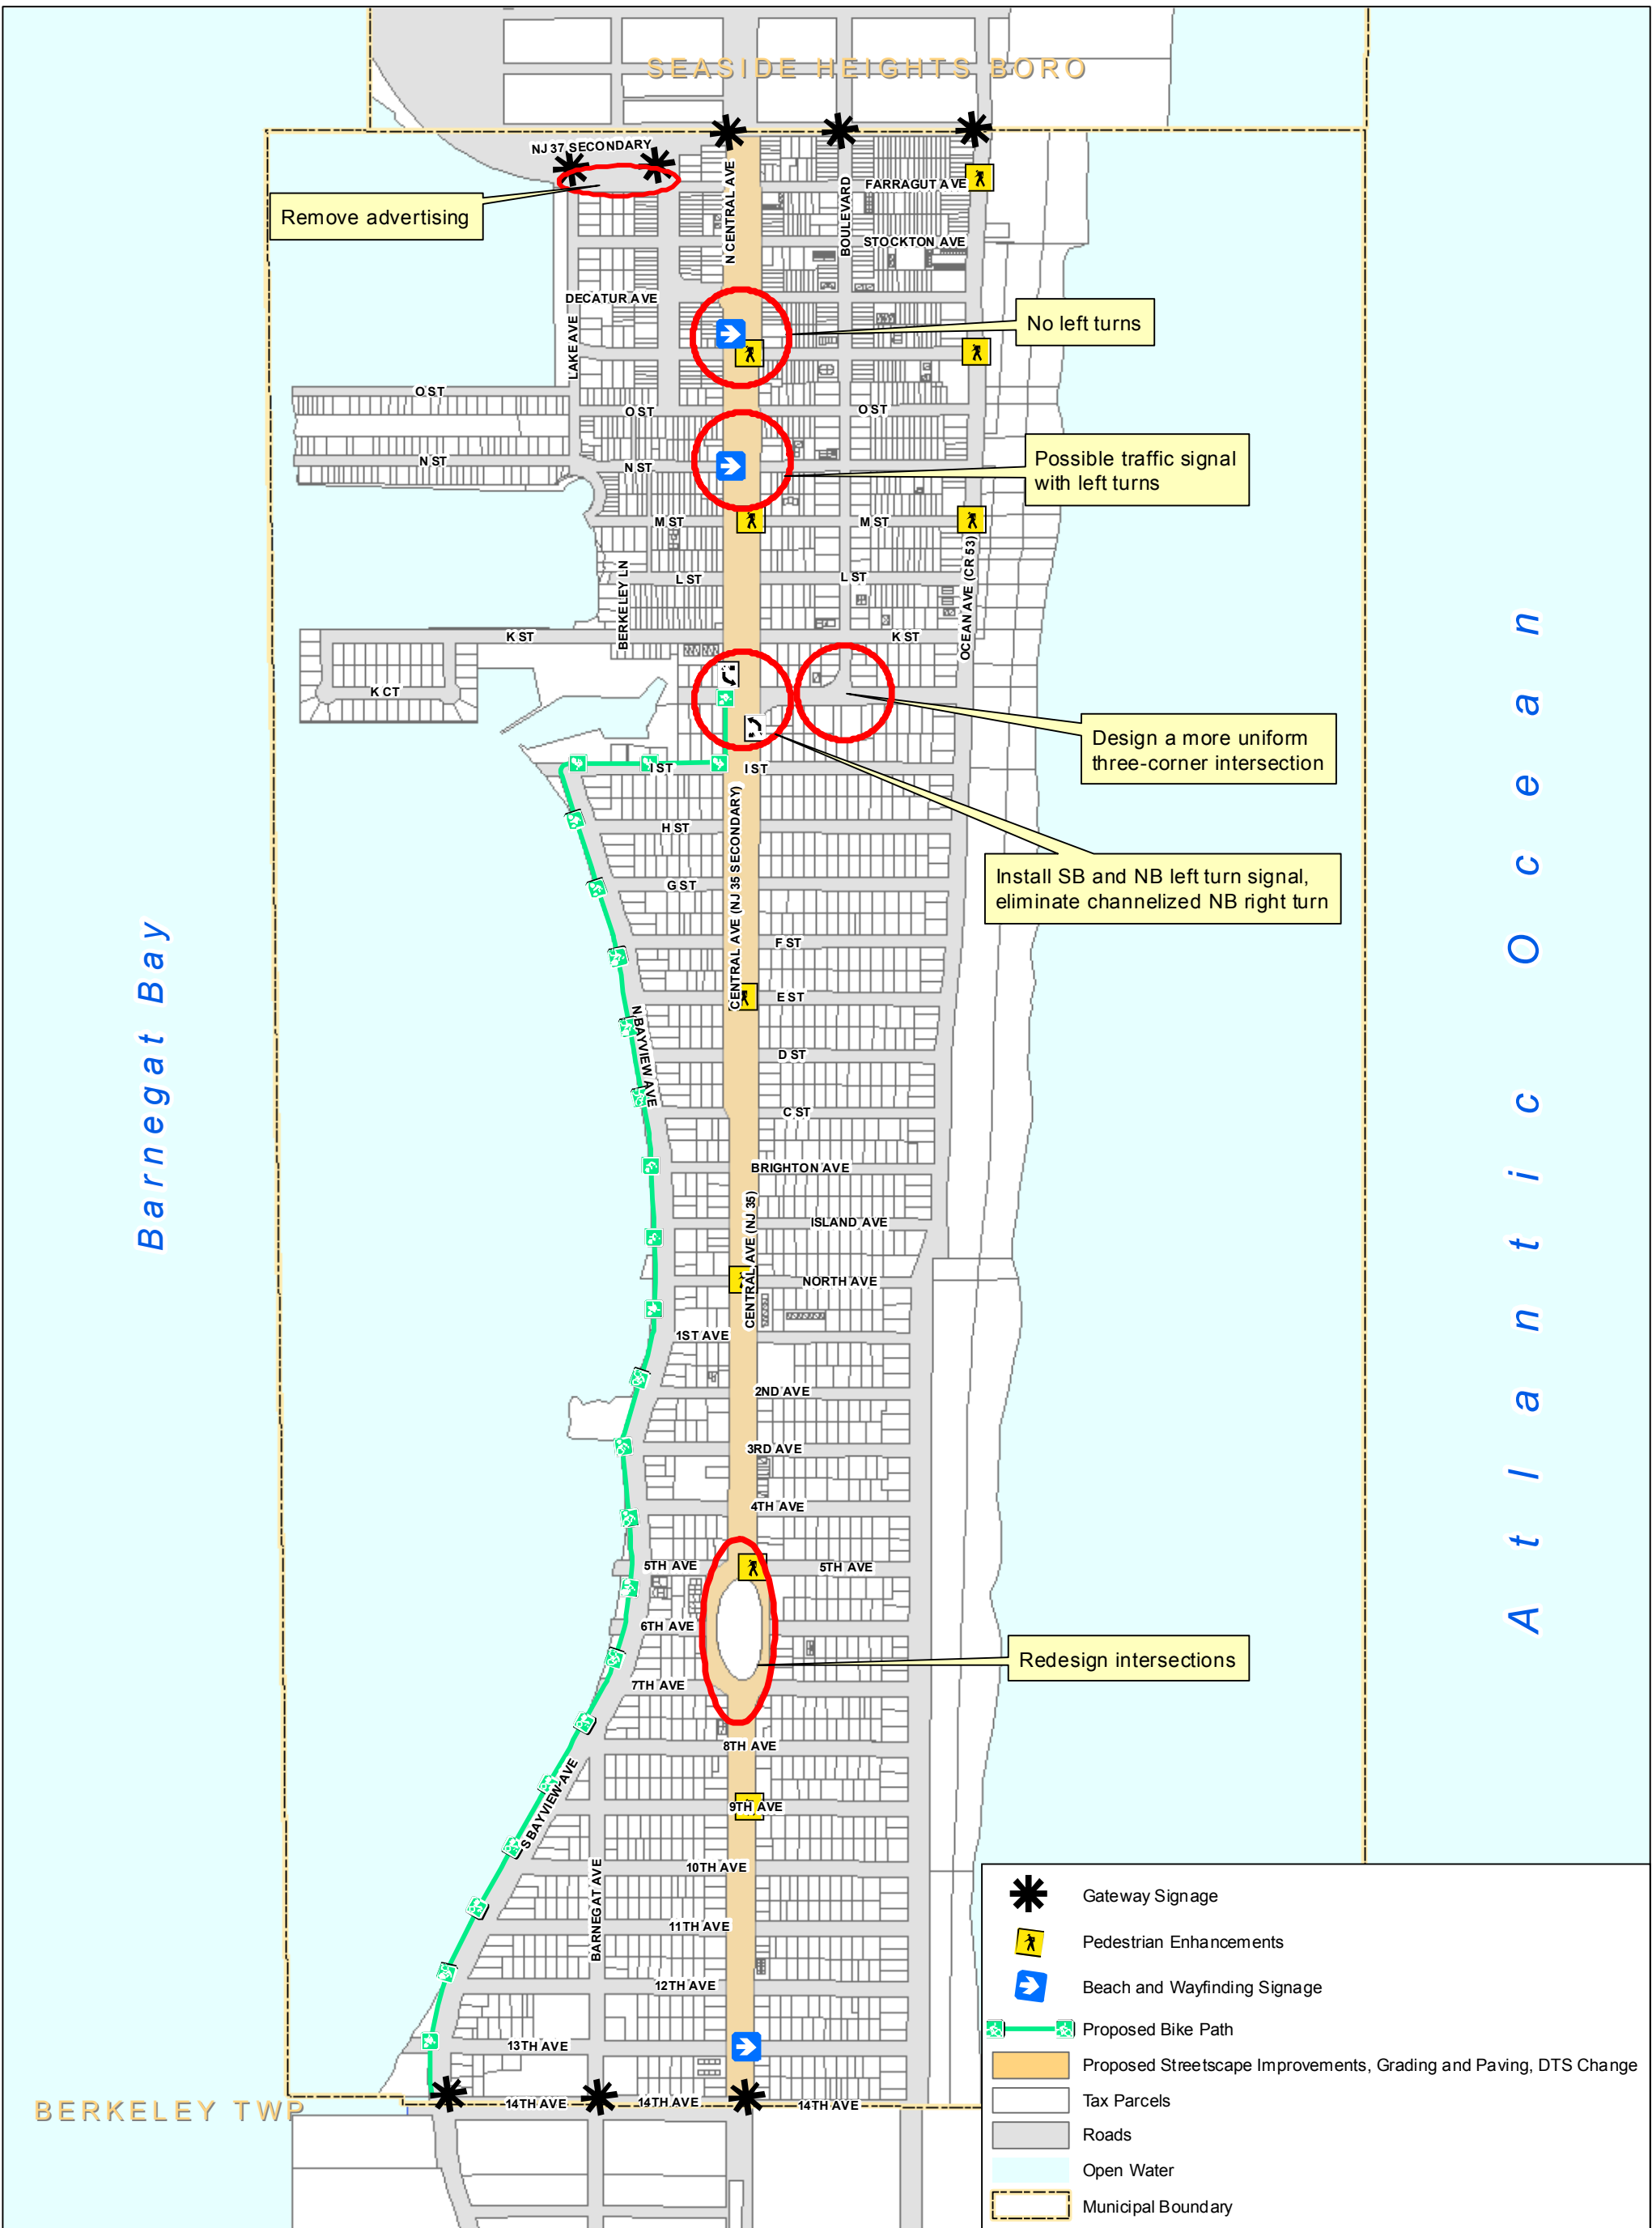 SEASIDE HEIGHTS BORO
NJ 37 SECONDARY
Remove advertising
N CENTRAL AVE
BOULEVARD
FARRAGUT AVE
STOCKTON AVE
DECATUR AVE
LAKE AVE
No left turns
O ST
O ST
O ST
Possible traffic signal
with left turns
N ST
N ST
M ST
M ST
OCEAN AVE (CR 53)
BERKELEY LN
L ST
L ST
K ST
K ST
K CT
Design a more uniform
three-corner intersection
I ST
I ST
CENTRAL AVE (NJ 35 SECONDARY)
H ST
Install SB and NB left turn signal,
eliminate channelized NB right turn
G ST
F ST
E ST
N BAYVIEW AVE
D ST
C ST
Barnegat Bay
Atlantic Ocean
BRIGHTON AVE
CENTRAL AVE (NJ 35)
ISLAND AVE
NORTH AVE
1ST AVE
2ND AVE
3RD AVE
4TH AVE
5TH AVE
5TH AVE
6TH AVE
Redesign intersections
7TH AVE
8TH AVE
S BAYVIEW AVE
9TH AVE
10TH AVE
BARNEGAT AVE
11TH AVE
12TH AVE
13TH AVE
14TH AVE
14TH AVE
14TH AVE
BERKELEY TWP
Gateway Signage
Pedestrian Enhancements
Beach and Wayfinding Signage
Proposed Bike Path
Proposed Streetscape Improvements, Grading and Paving, DTS Change
Tax Parcels
Roads
Open Water
Municipal Boundary